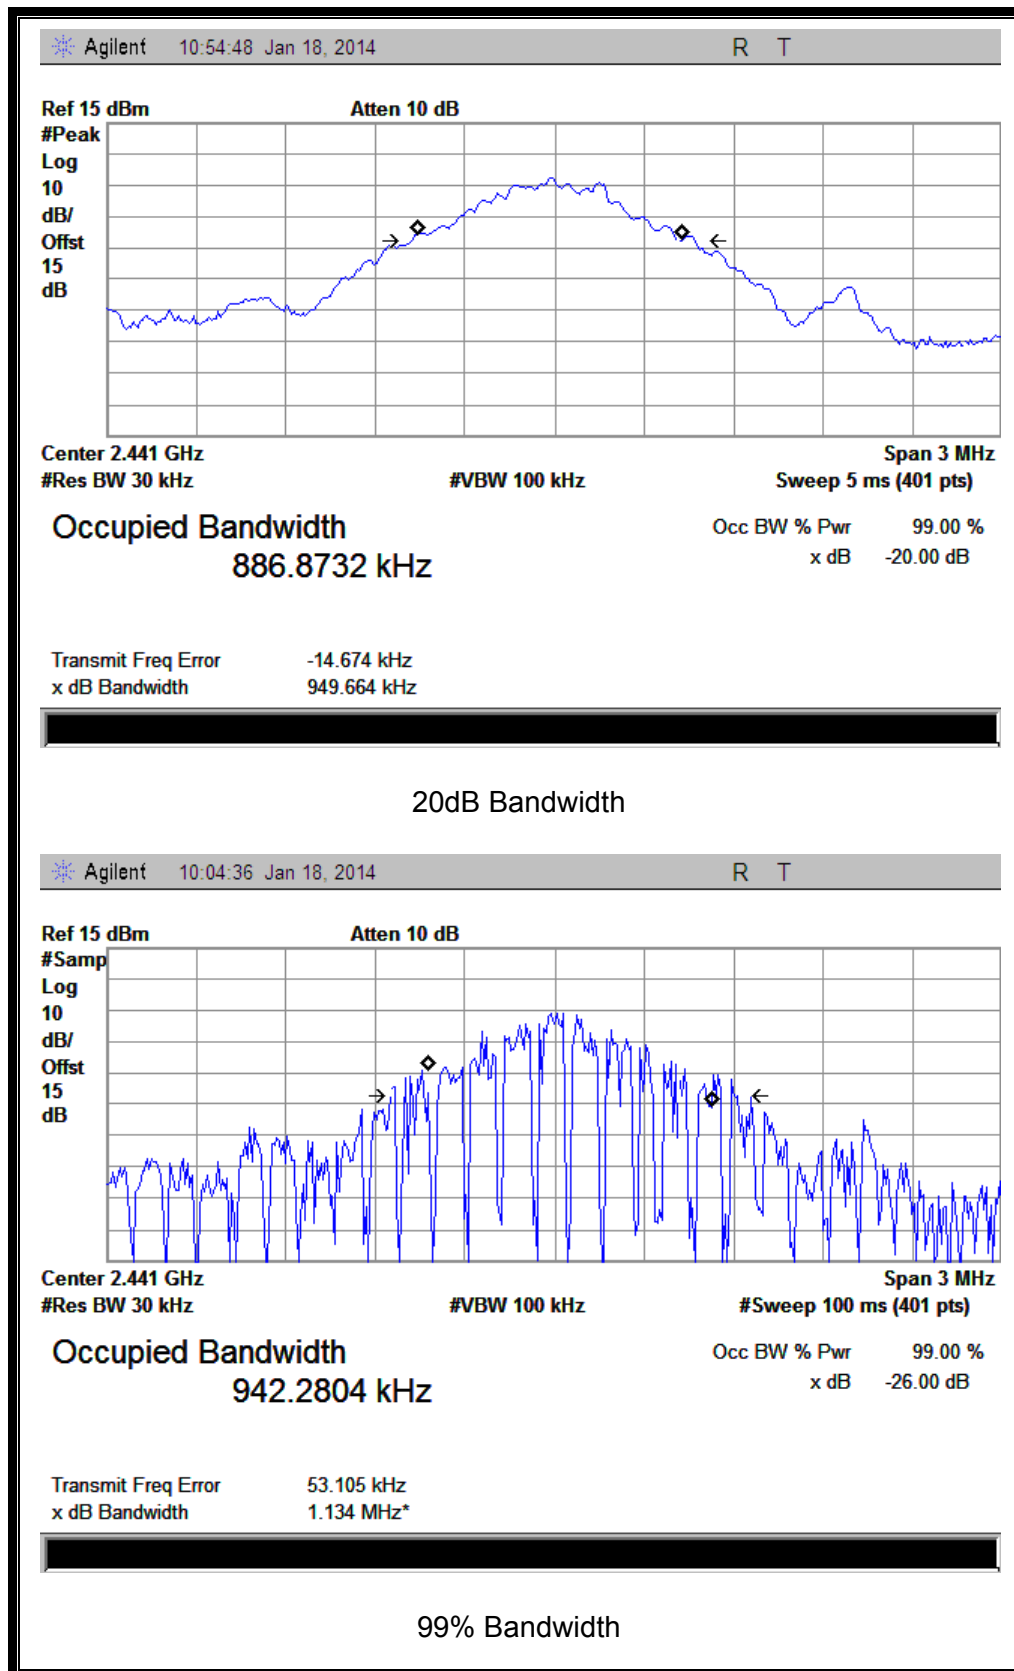 Agilent 10:54:48 Jan 18, 2014 R T
Ref 15 dBm Atten 10 dB
#Peak
Log
10
dB/
Offst
15
dB
Center 2.441 GHz Span 3 MHz
#Res BW 30 kHz #VBW 100 kHz Sweep 5 ms (401 pts)
Occupied Bandwidth Occ BW % Pwr 99.00 %
886.8732 kHz x dB -20.00 dB
Transmit Freq Error -14.674 kHz
x dB Bandwidth 949.664 kHz
20dB Bandwidth
Agilent 10:04:36 Jan 18, 2014 R T
Ref 15 dBm Atten 10 dB
#Samp
Log
10
dB/
Offst
15
dB
Center 2.441 GHz Span 3 MHz
#Res BW 30 kHz #VBW 100 kHz #Sweep 100 ms (401 pts)
Occupied Bandwidth Occ BW % Pwr 99.00 %
942.2804 kHz x dB -26.00 dB
Transmit Freq Error 53.105 kHz
x dB Bandwidth 1.134 MHz*
99% Bandwidth